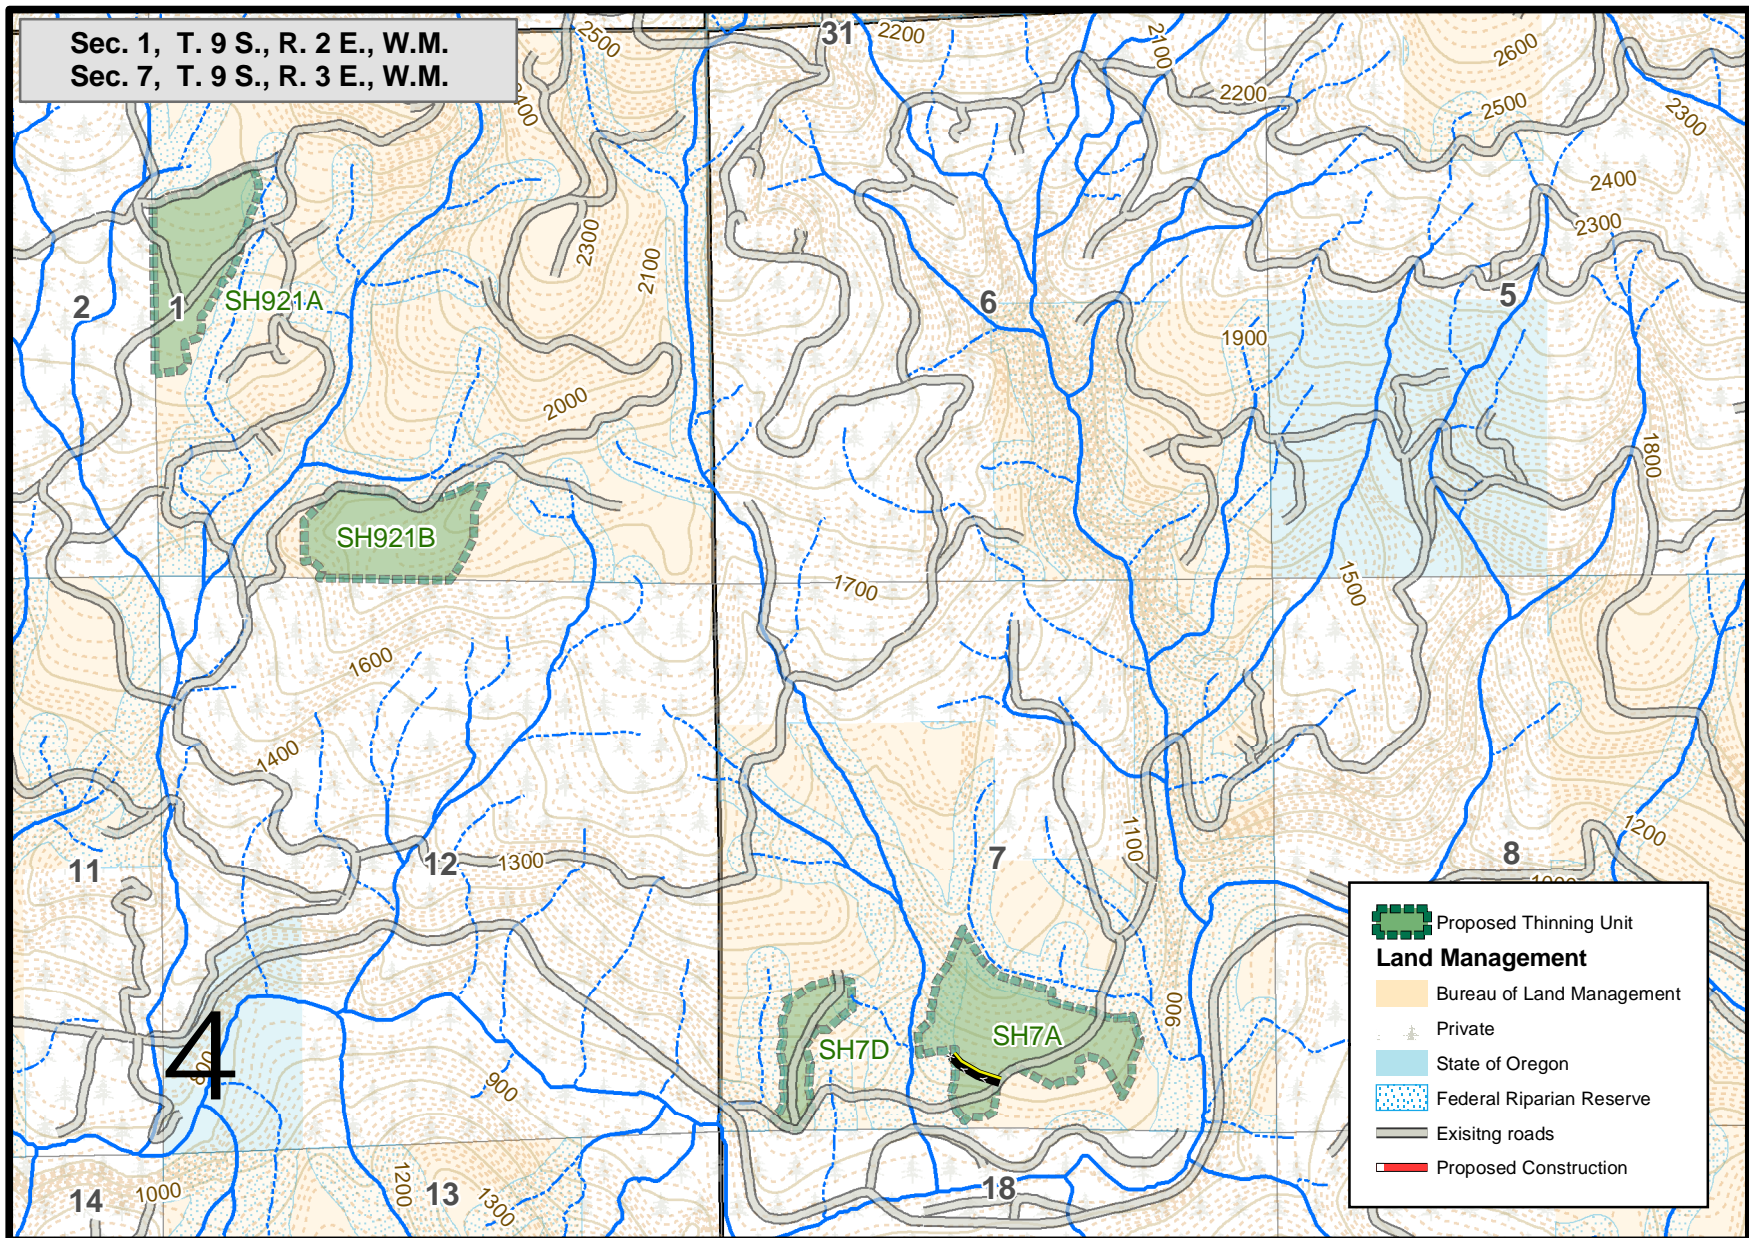 Sec. 1, T. 9 S., R. 2 E., W.M.
Sec. 7, T. 9 S., R. 3 E., W.M.
31
2200
2500
2100
2600
2400
2200
2500
2300
2400
2300
2300
2100
2
1
SH921A
6
5
1900
2000
1800
SH921B
1700
1500
1600
1400
1100
1200
11
12
1300
7
8
900
SH7D
SH7A
4
900
14
1000
1200
13
1300
18
Proposed Thinning Unit
Land Management
Bureau of Land Management
Private
State of Oregon
Federal Riparian Reserve
Exisitng roads
Proposed Construction